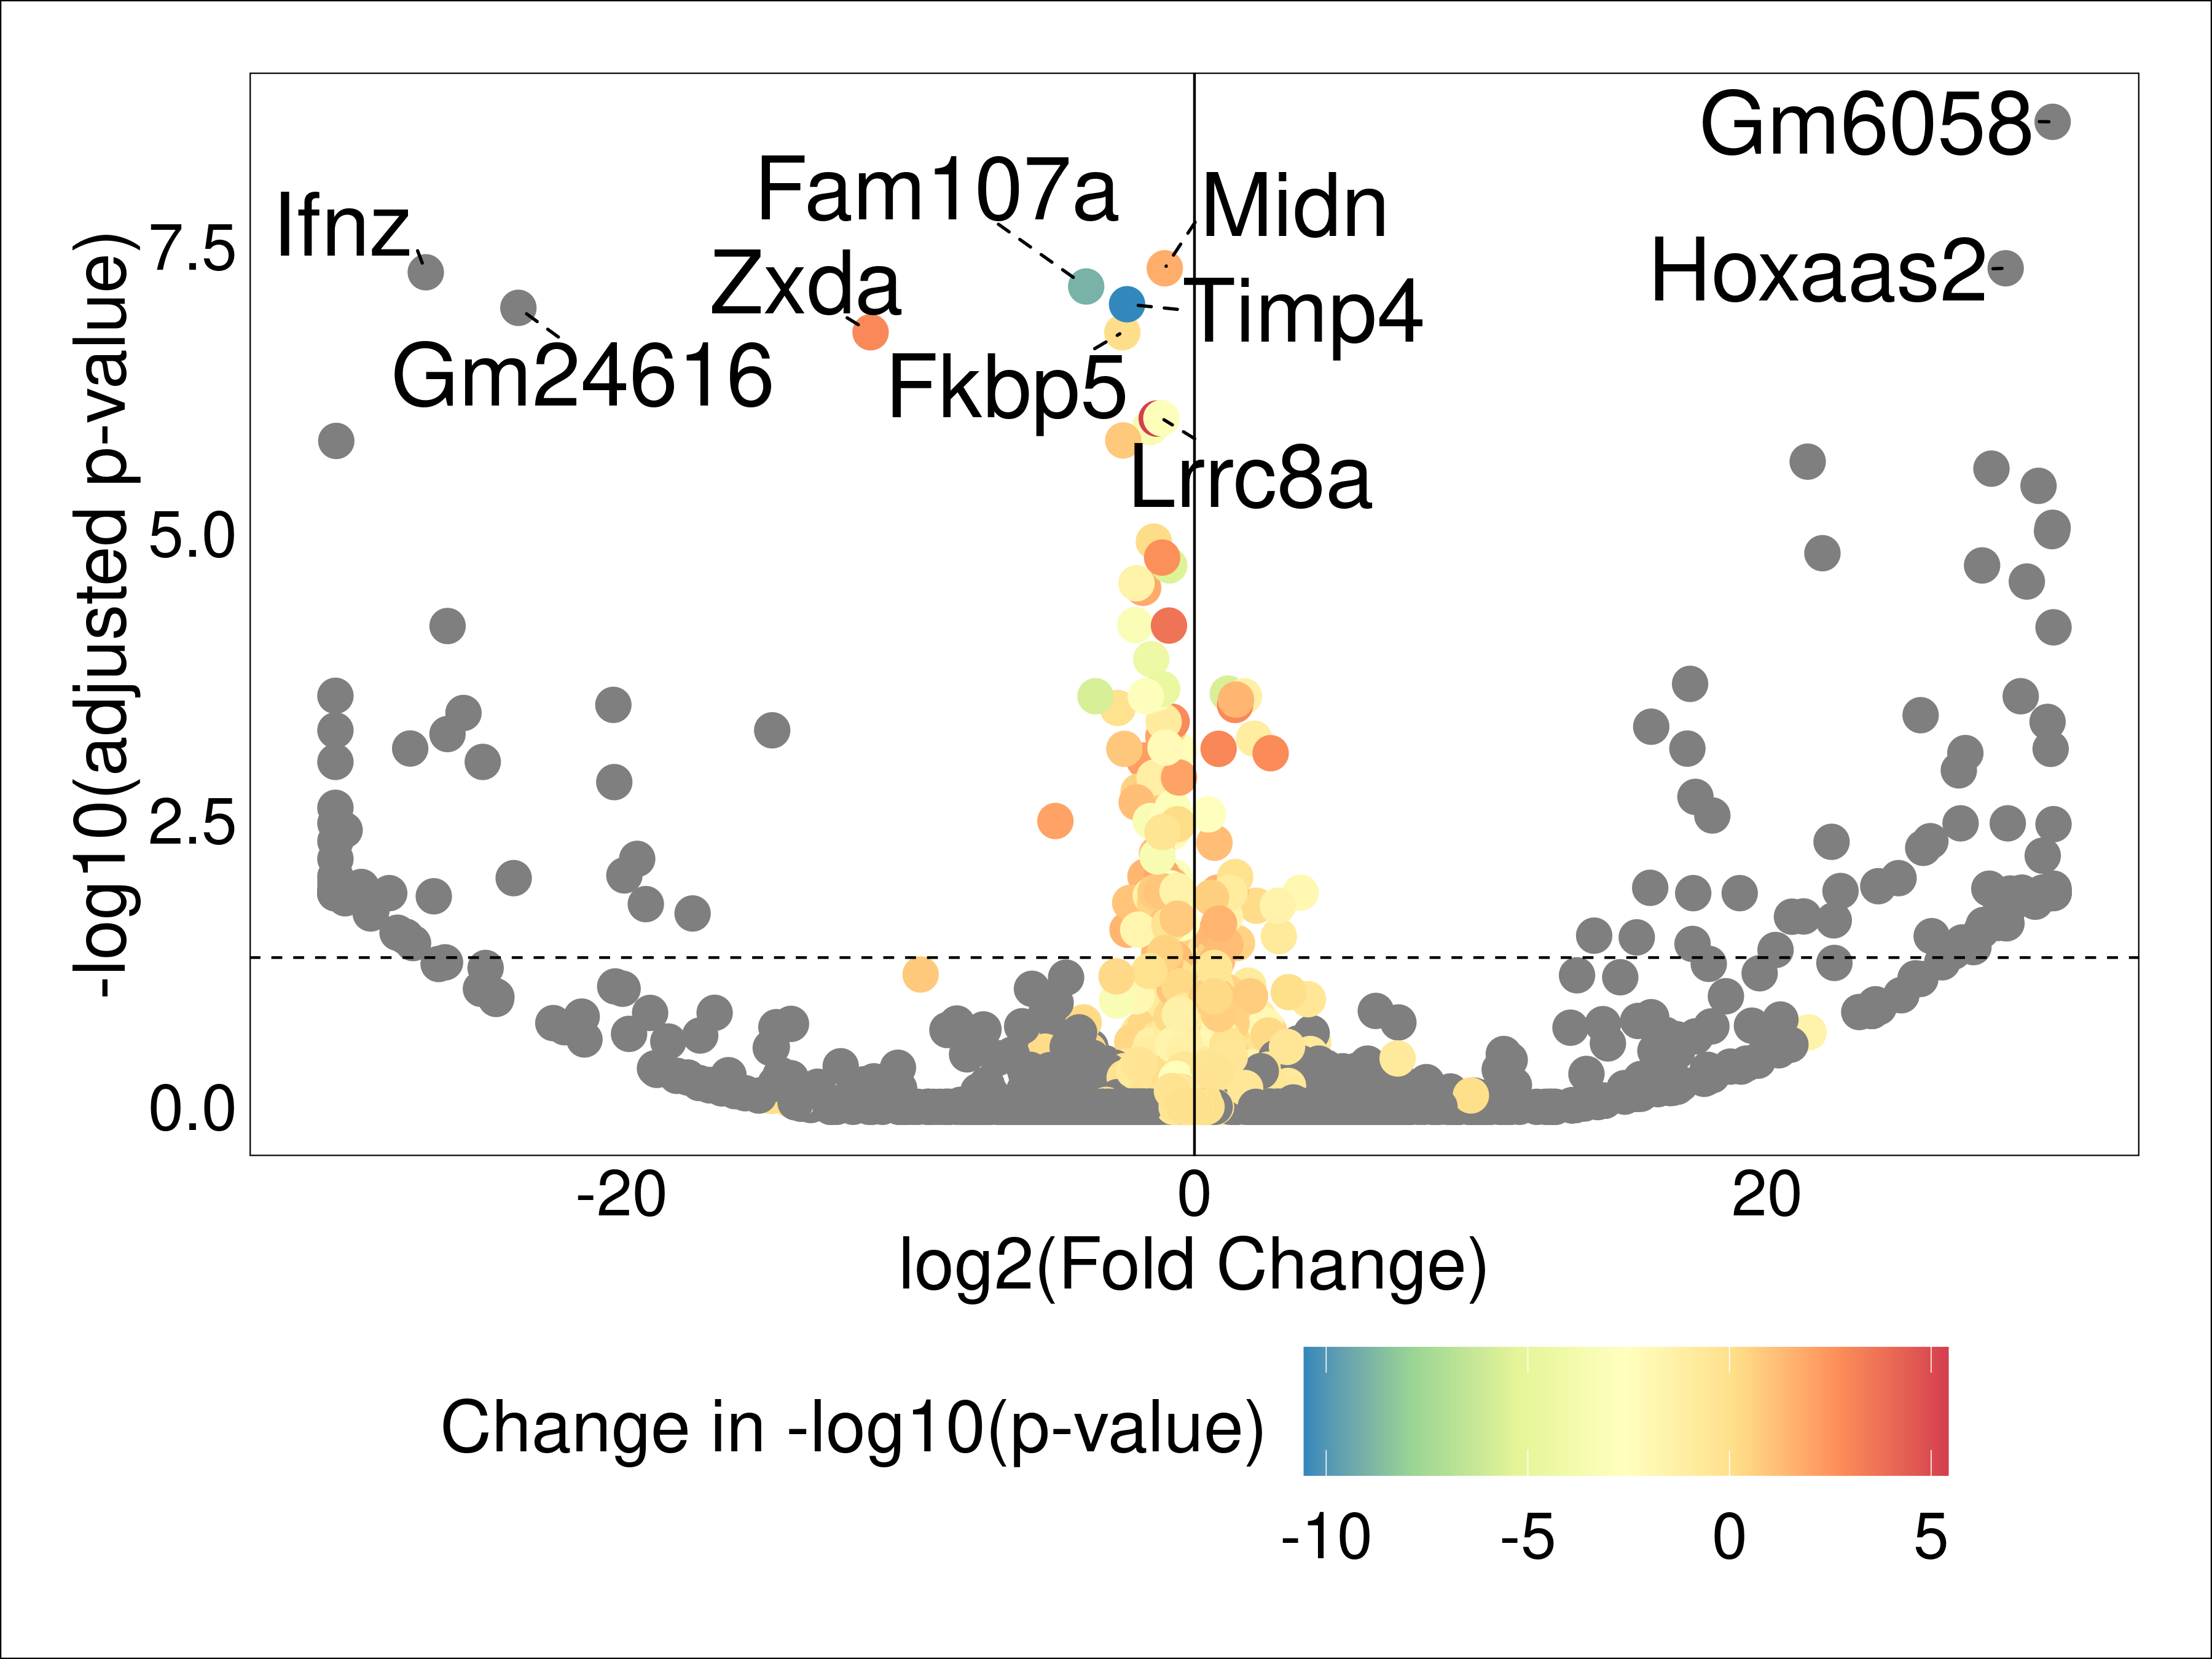 Gm6058
Fam107a
Midn
Ifnz
Zxda
Hoxaas2
Timp4
Gm24616
Fkbp5
Lrrc8a
-log10(adjusted p-value)
7.5
5.0
2.5
0.0
-20
0
20
log2(Fold Change)
Change in -log10(p-value)
-10
-5
0
5